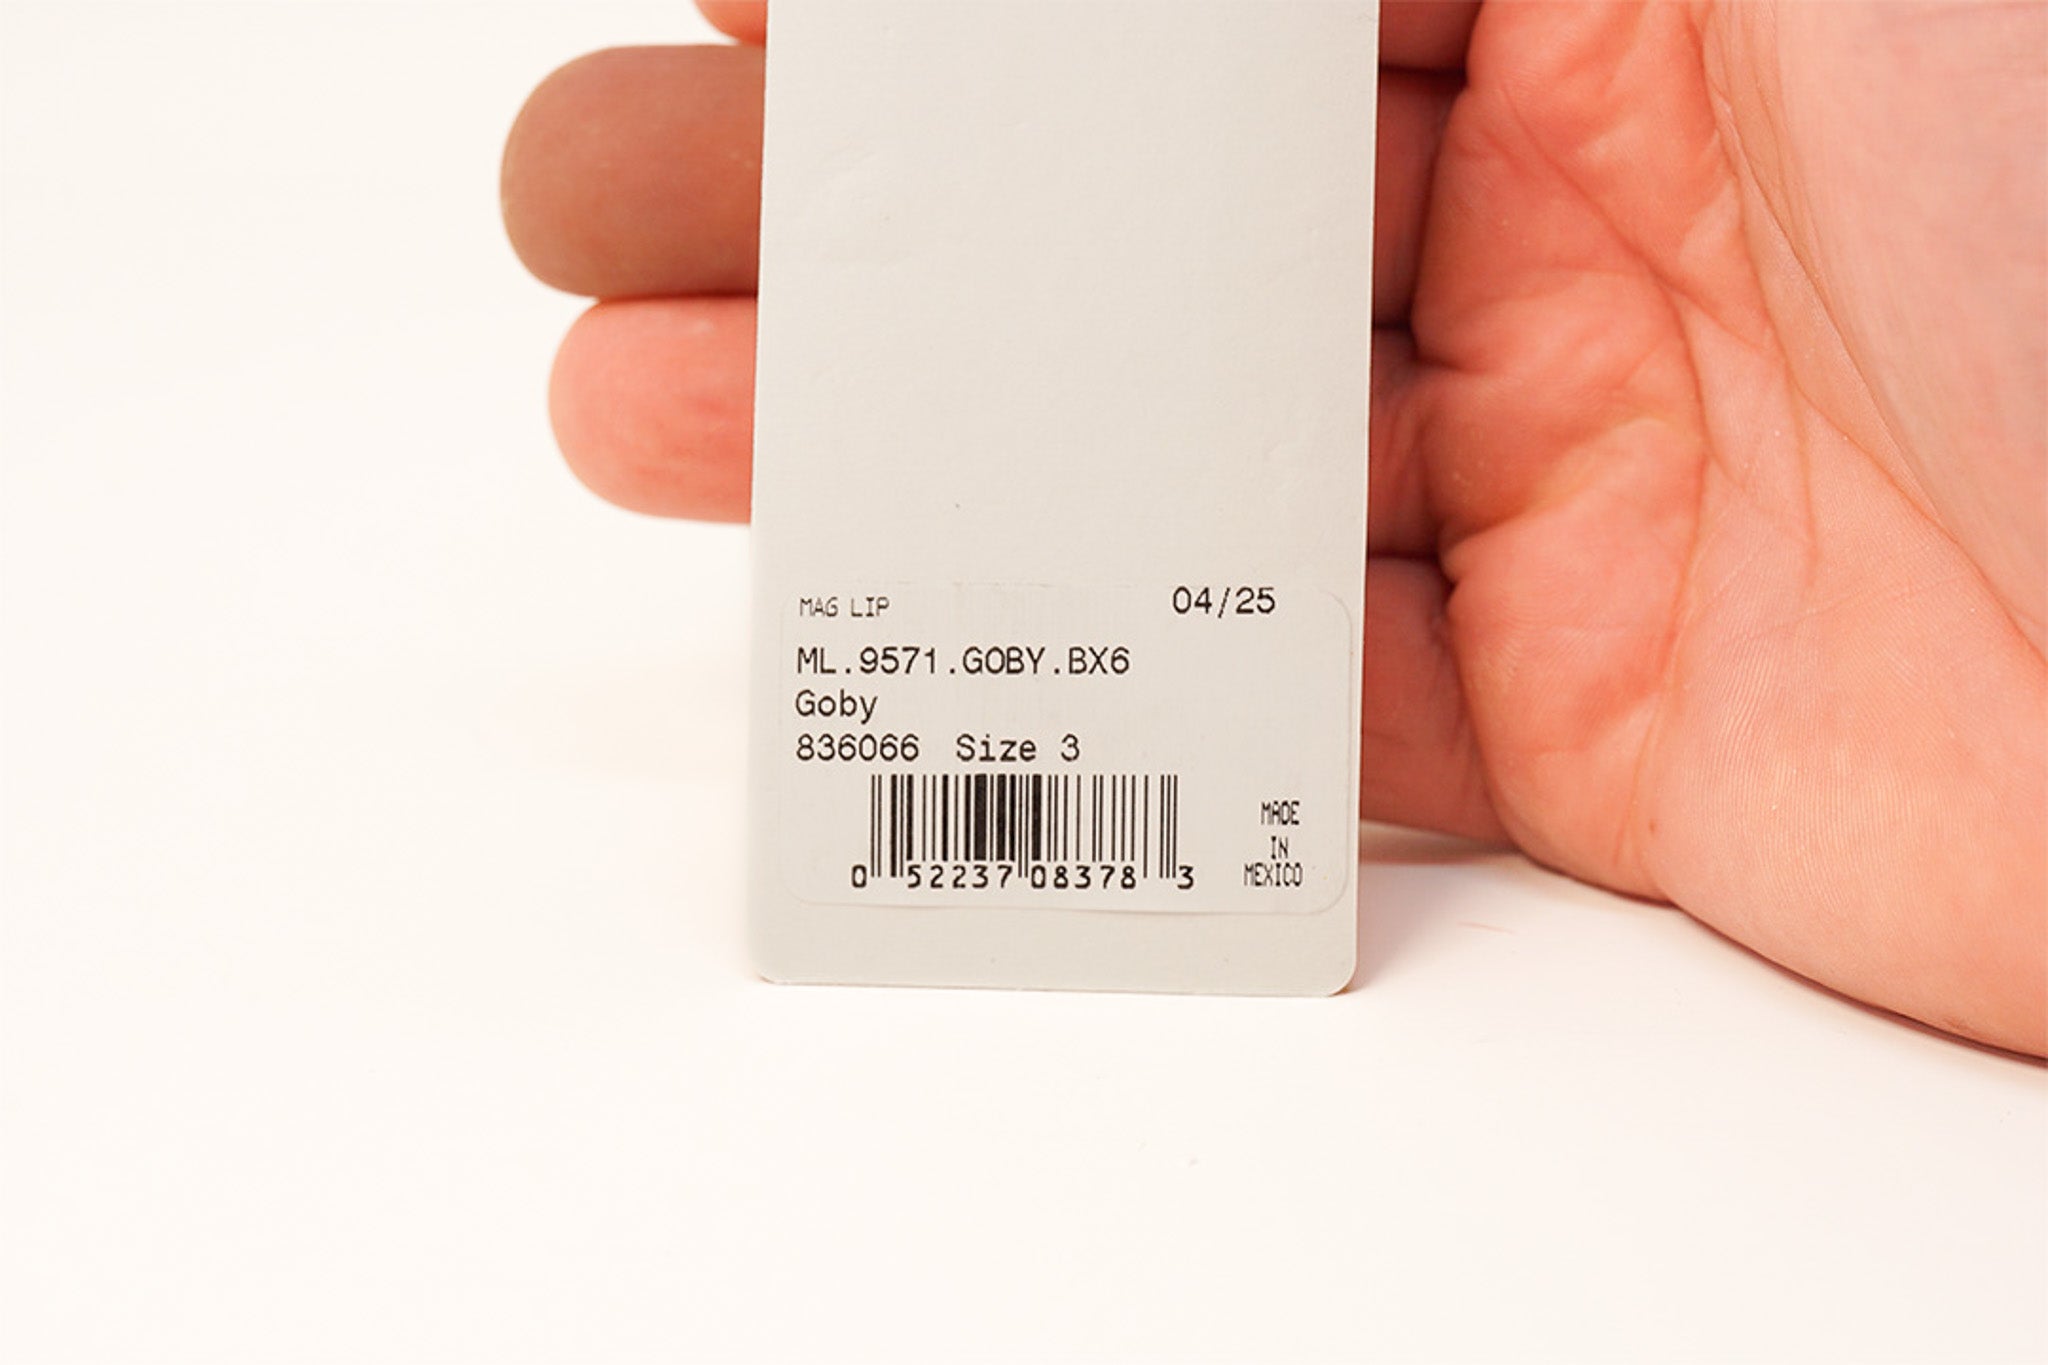 MAG LIP 04/25
ML.9571.GOBY.BX6
Goby
836066 Size 3
0 52237 08378 3
MADE
IN
MEXICO